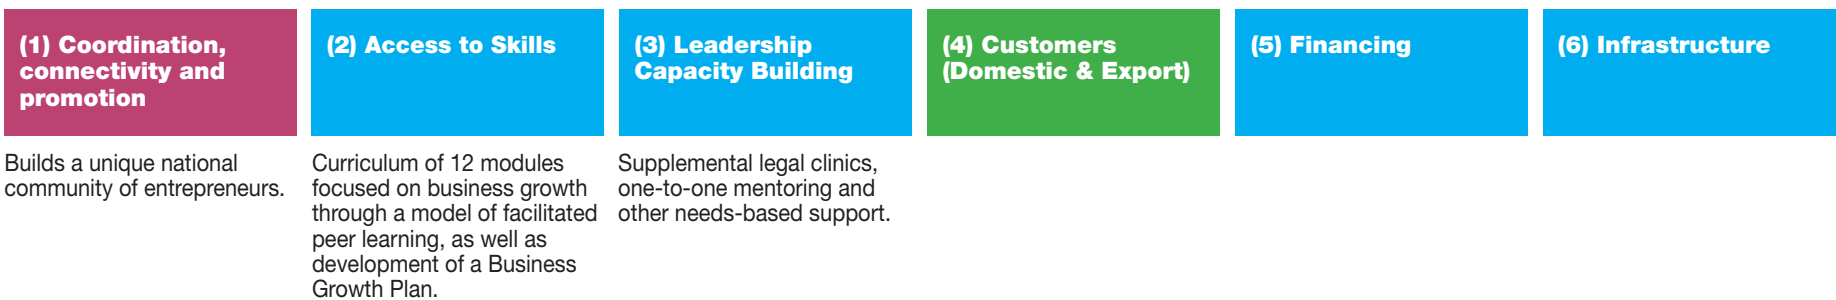 (1) Coordination,
connectivity and
promotion
Builds a unique national
community of entrepreneurs.
(2) Access to Skills
Curriculum of 12 modules
focused on business growth
through a model of facilitated
peer learning, as well as
development of a Business
Growth Plan.
(3) Leadership
Capacity Building
Supplemental legal clinics,
one-to-one mentoring and
other needs-based support.
(4) Customers
(Domestic & Export)
(5) Financing
(6) Infrastructure